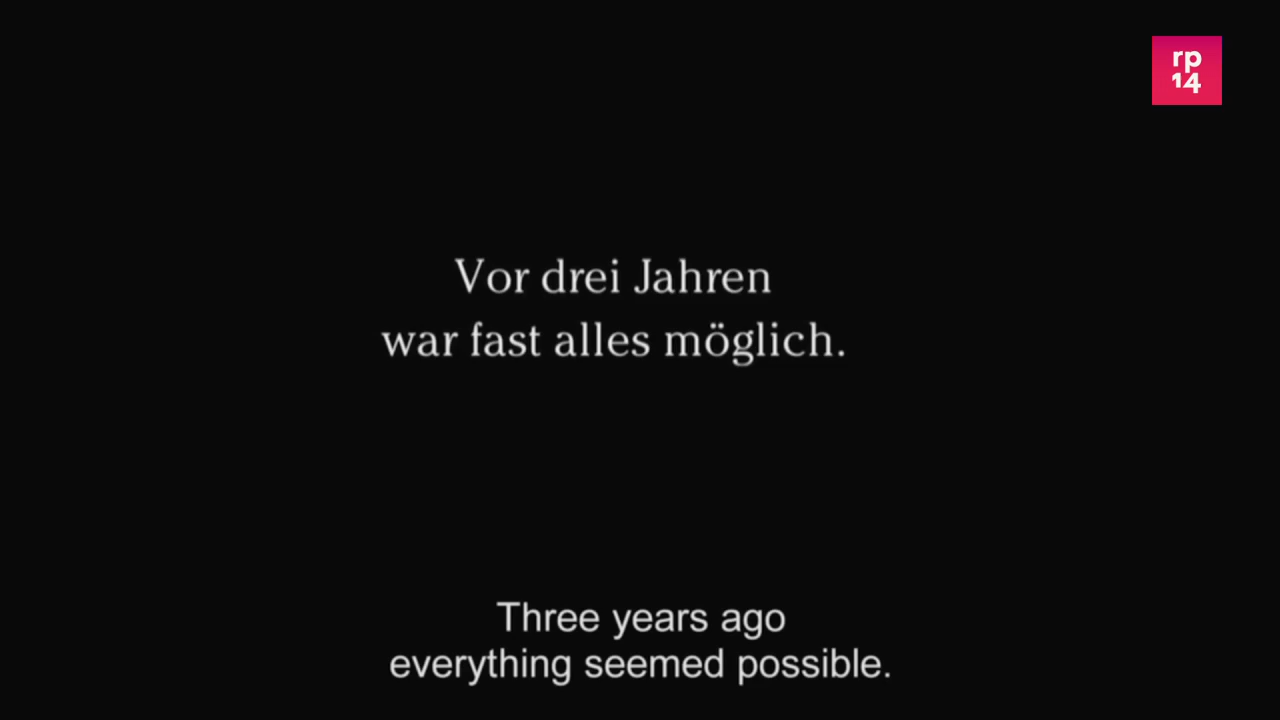 rp
14
Vor drei Jahren
war fast alles möglich.
Three years ago
everything seemed possible.